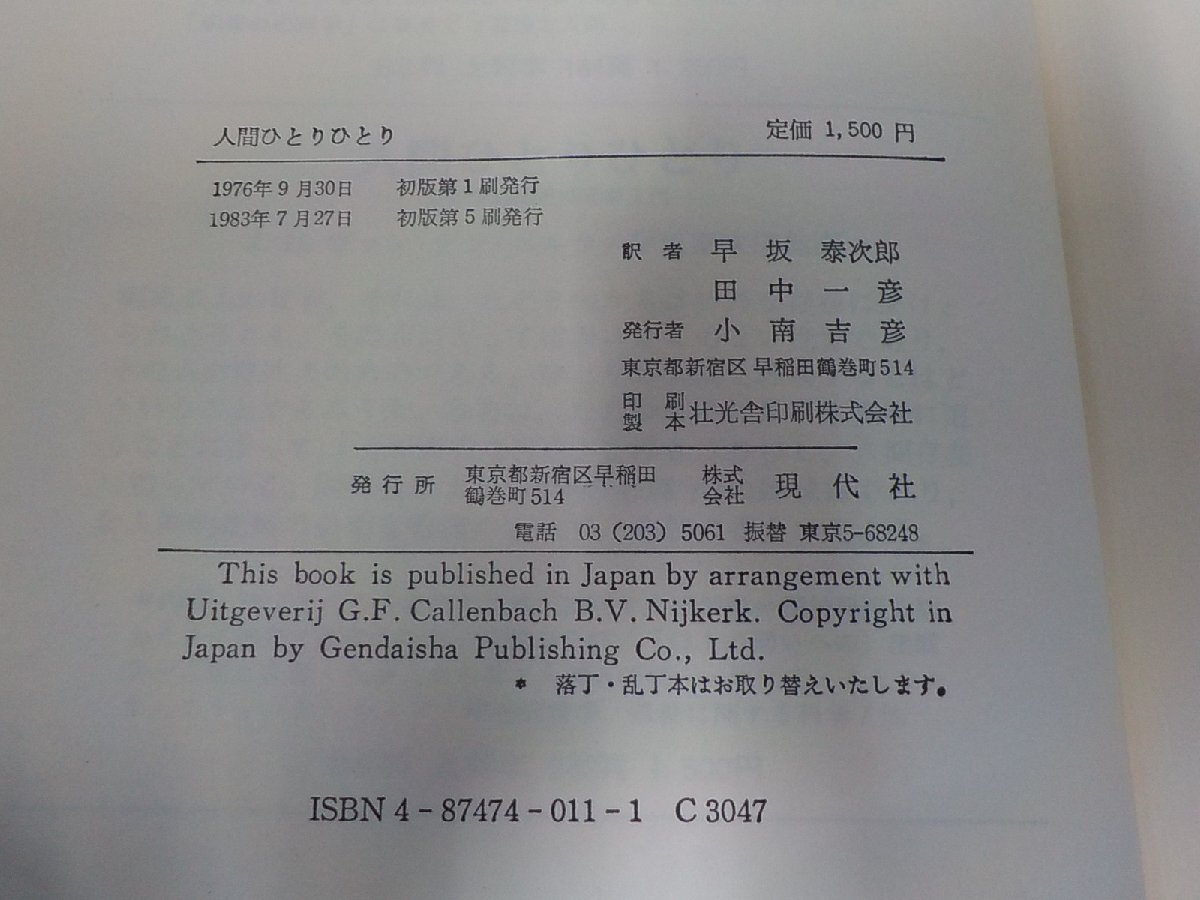 人間ひとりひとり 定価 1,500 円
1976年 9 月30日 初版第 1 刷発行
1983年 7 月27日 初版第 5 刷発行
訳 者 早 坂 泰次郎
田 中 一 彦
発行者 小 南 吉 彦
東京都新宿区 早稲田鶴巻町514
印 刷
製 本 壮光舎印刷株式会社
発 行 所 東京都新宿区早稲田
鶴巻町 514 株式
会社 現 代 社
電話 03 (203) 5061 振替 東京5-68248
This book is published in Japan by arrangement with
Uitgeverij G.F. Callenbach B.V. Nijkerk. Copyright in
Japan by Gendaisha Publishing Co., Ltd.
* 落丁・乱丁本はお取り替えいたします。
ISBN 4 - 87474 - 011 - 1 C 3047